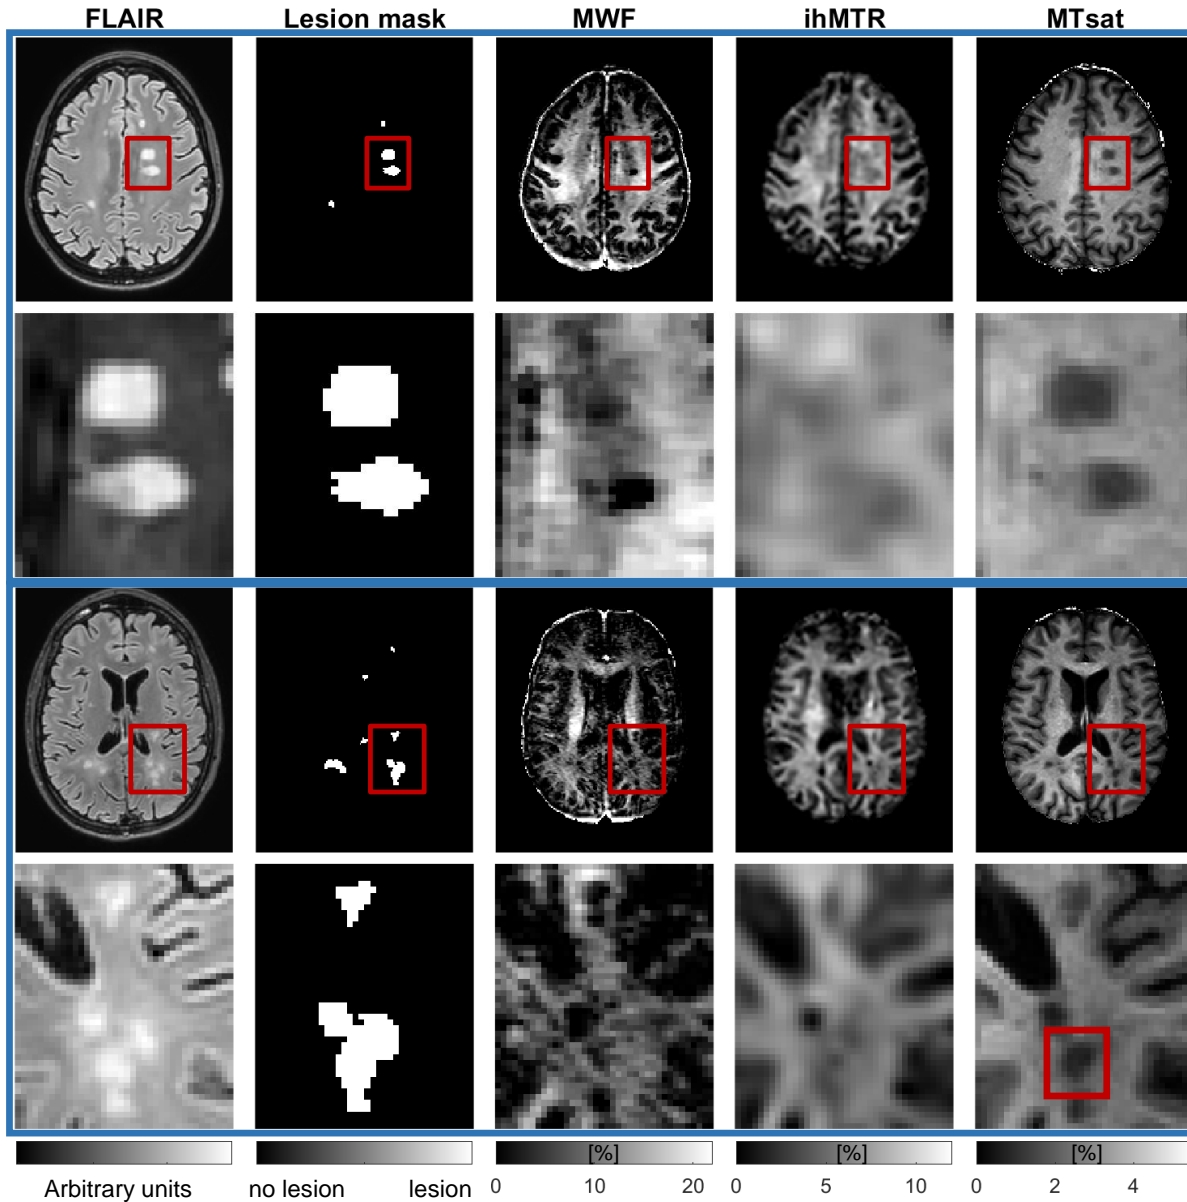 FLAIR Lesion mask MWF ihMTR MTsat
[%] [%] [%]
Arbitrary units no lesion lesion 0 10 20 0 5 10 0 2 4